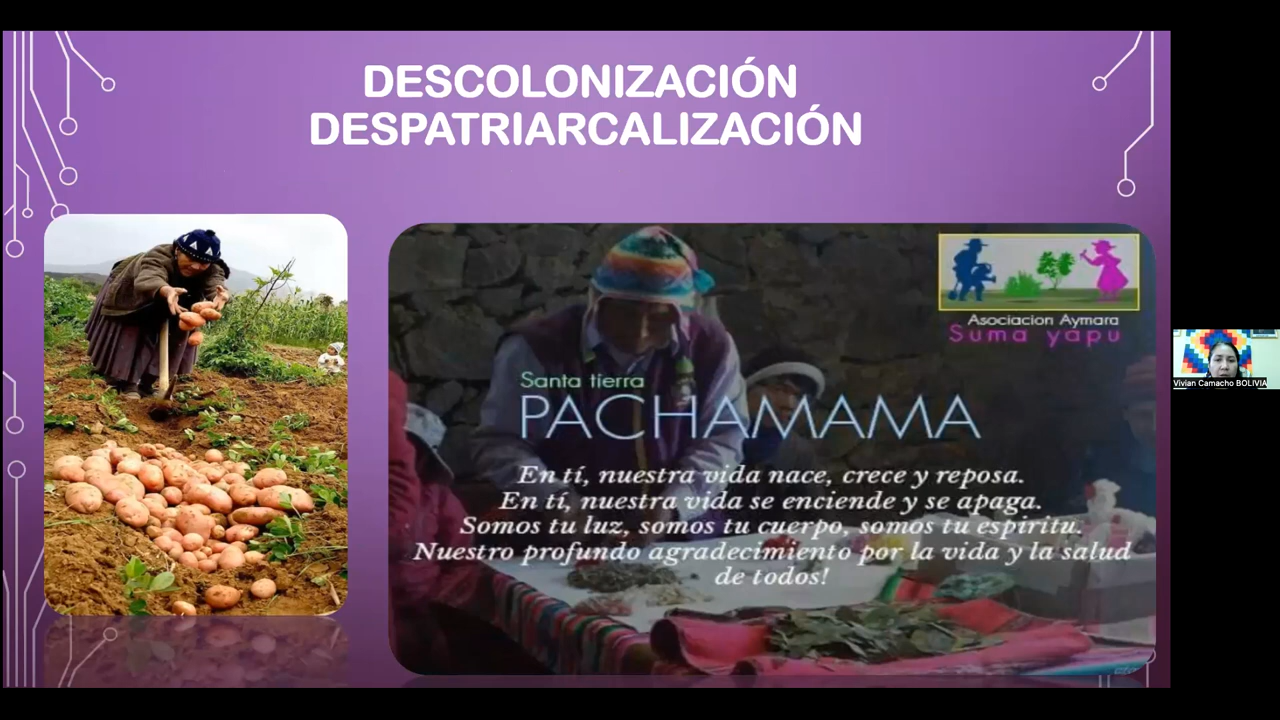 DESCOLONIZACIÓN
DESPATRIARCALIZACIÓN
Asociacion Aymara
Suma yapu
Santa tierra
PACHAMAMA
En tí, nuestra vida nace, crece y reposa.
En tí, nuestra vida se enciende y se apaga.
Somos tu luz, somos tu cuerpo, somos tu espiritu.
Nuestro profundo agradecimiento por la vida y la salud
de todos!
Vivian Camacho BOLIVIA